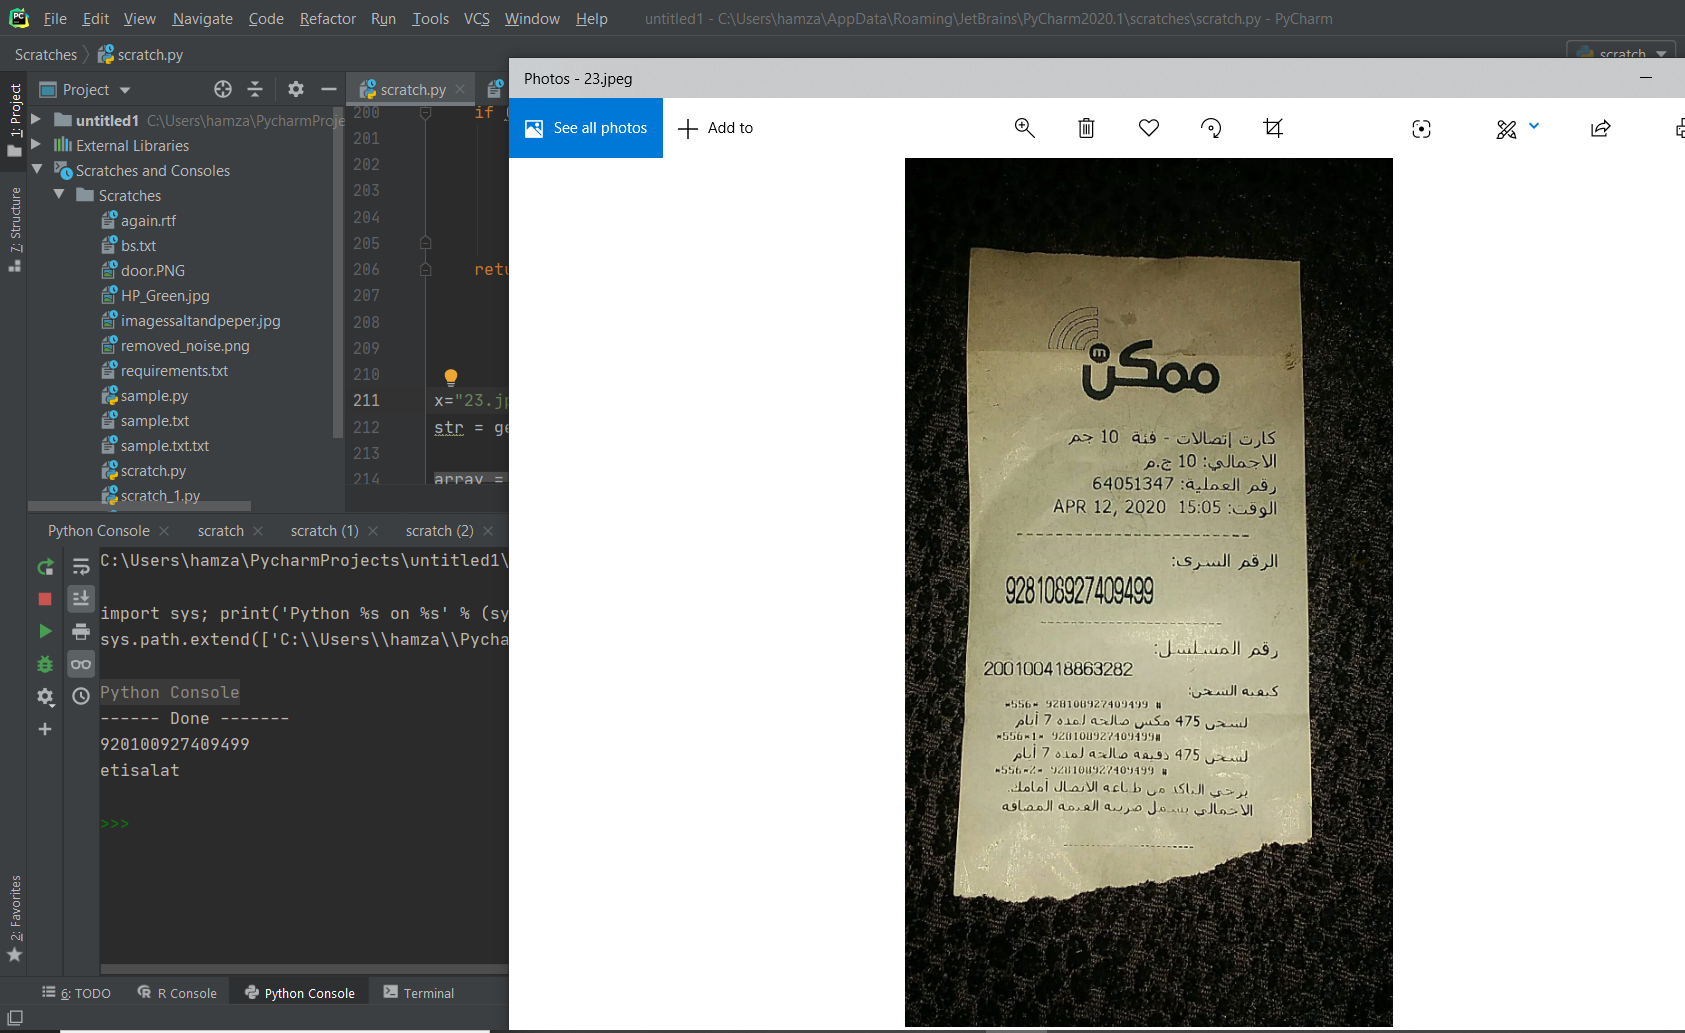 File Edit View Navigate Code Refactor Run Tools VCS Window Help untitled1 - C:\Users\hamza\AppData\Roaming\JetBrains\PyCharm2020.1\scratches\scratch.py - PyCharm
Scratches scratch.py
scratch
1: Project
7: Structure
2: Favorites
Project
untitled1 C:\Users\hamza\PycharmProje
External Libraries
Scratches and Consoles
Scratches
again.rtf
bs.txt
door.PNG
HP_Green.jpg
imagessaltandpeper.jpg
removed_noise.png
requirements.txt
sample.py
sample.txt
sample.txt.txt
scratch.py
scratch_1.py
scratch.py
200 if
201
202
203
204
205
206 retu
207
208
209
210
211 x="23.jp
212 str = ge
213
214 array =
Python Console scratch scratch (1) scratch (2)
C:\Users\hamza\PycharmProjects\untitled1\
import sys; print('Python %s on %s' % (sy
sys.path.extend(['C:\\Users\\hamza\\Pycha
Python Console
------ Done -------
920100927409499
etisalat
>>>
6: TODO R Console Python Console Terminal
Photos - 23.jpeg
See all photos Add to
ممكن m
كارت إتصالات - فئة 10 جم
الاجمالي: 10 ج.م
رقم العملية: 64051347
الوقت: APR 12, 2020 15:05
الرقم السرى:
928108927409499
رقم المسلسل:
200100418863282
كيفية الشحن:
*556* 928108927409499 #
لشحن 475 مكس صالحة لمدة 7 أيام
*556*1* 928108927409499#
لشحن 475 دقيقة صالحة لمدة 7 أيام
*556*2* 928108927409499 #
يرجي التاكد من طباعة الاتصال أمامك.
الاجمالي يشمل ضريبة القيمة المضافة